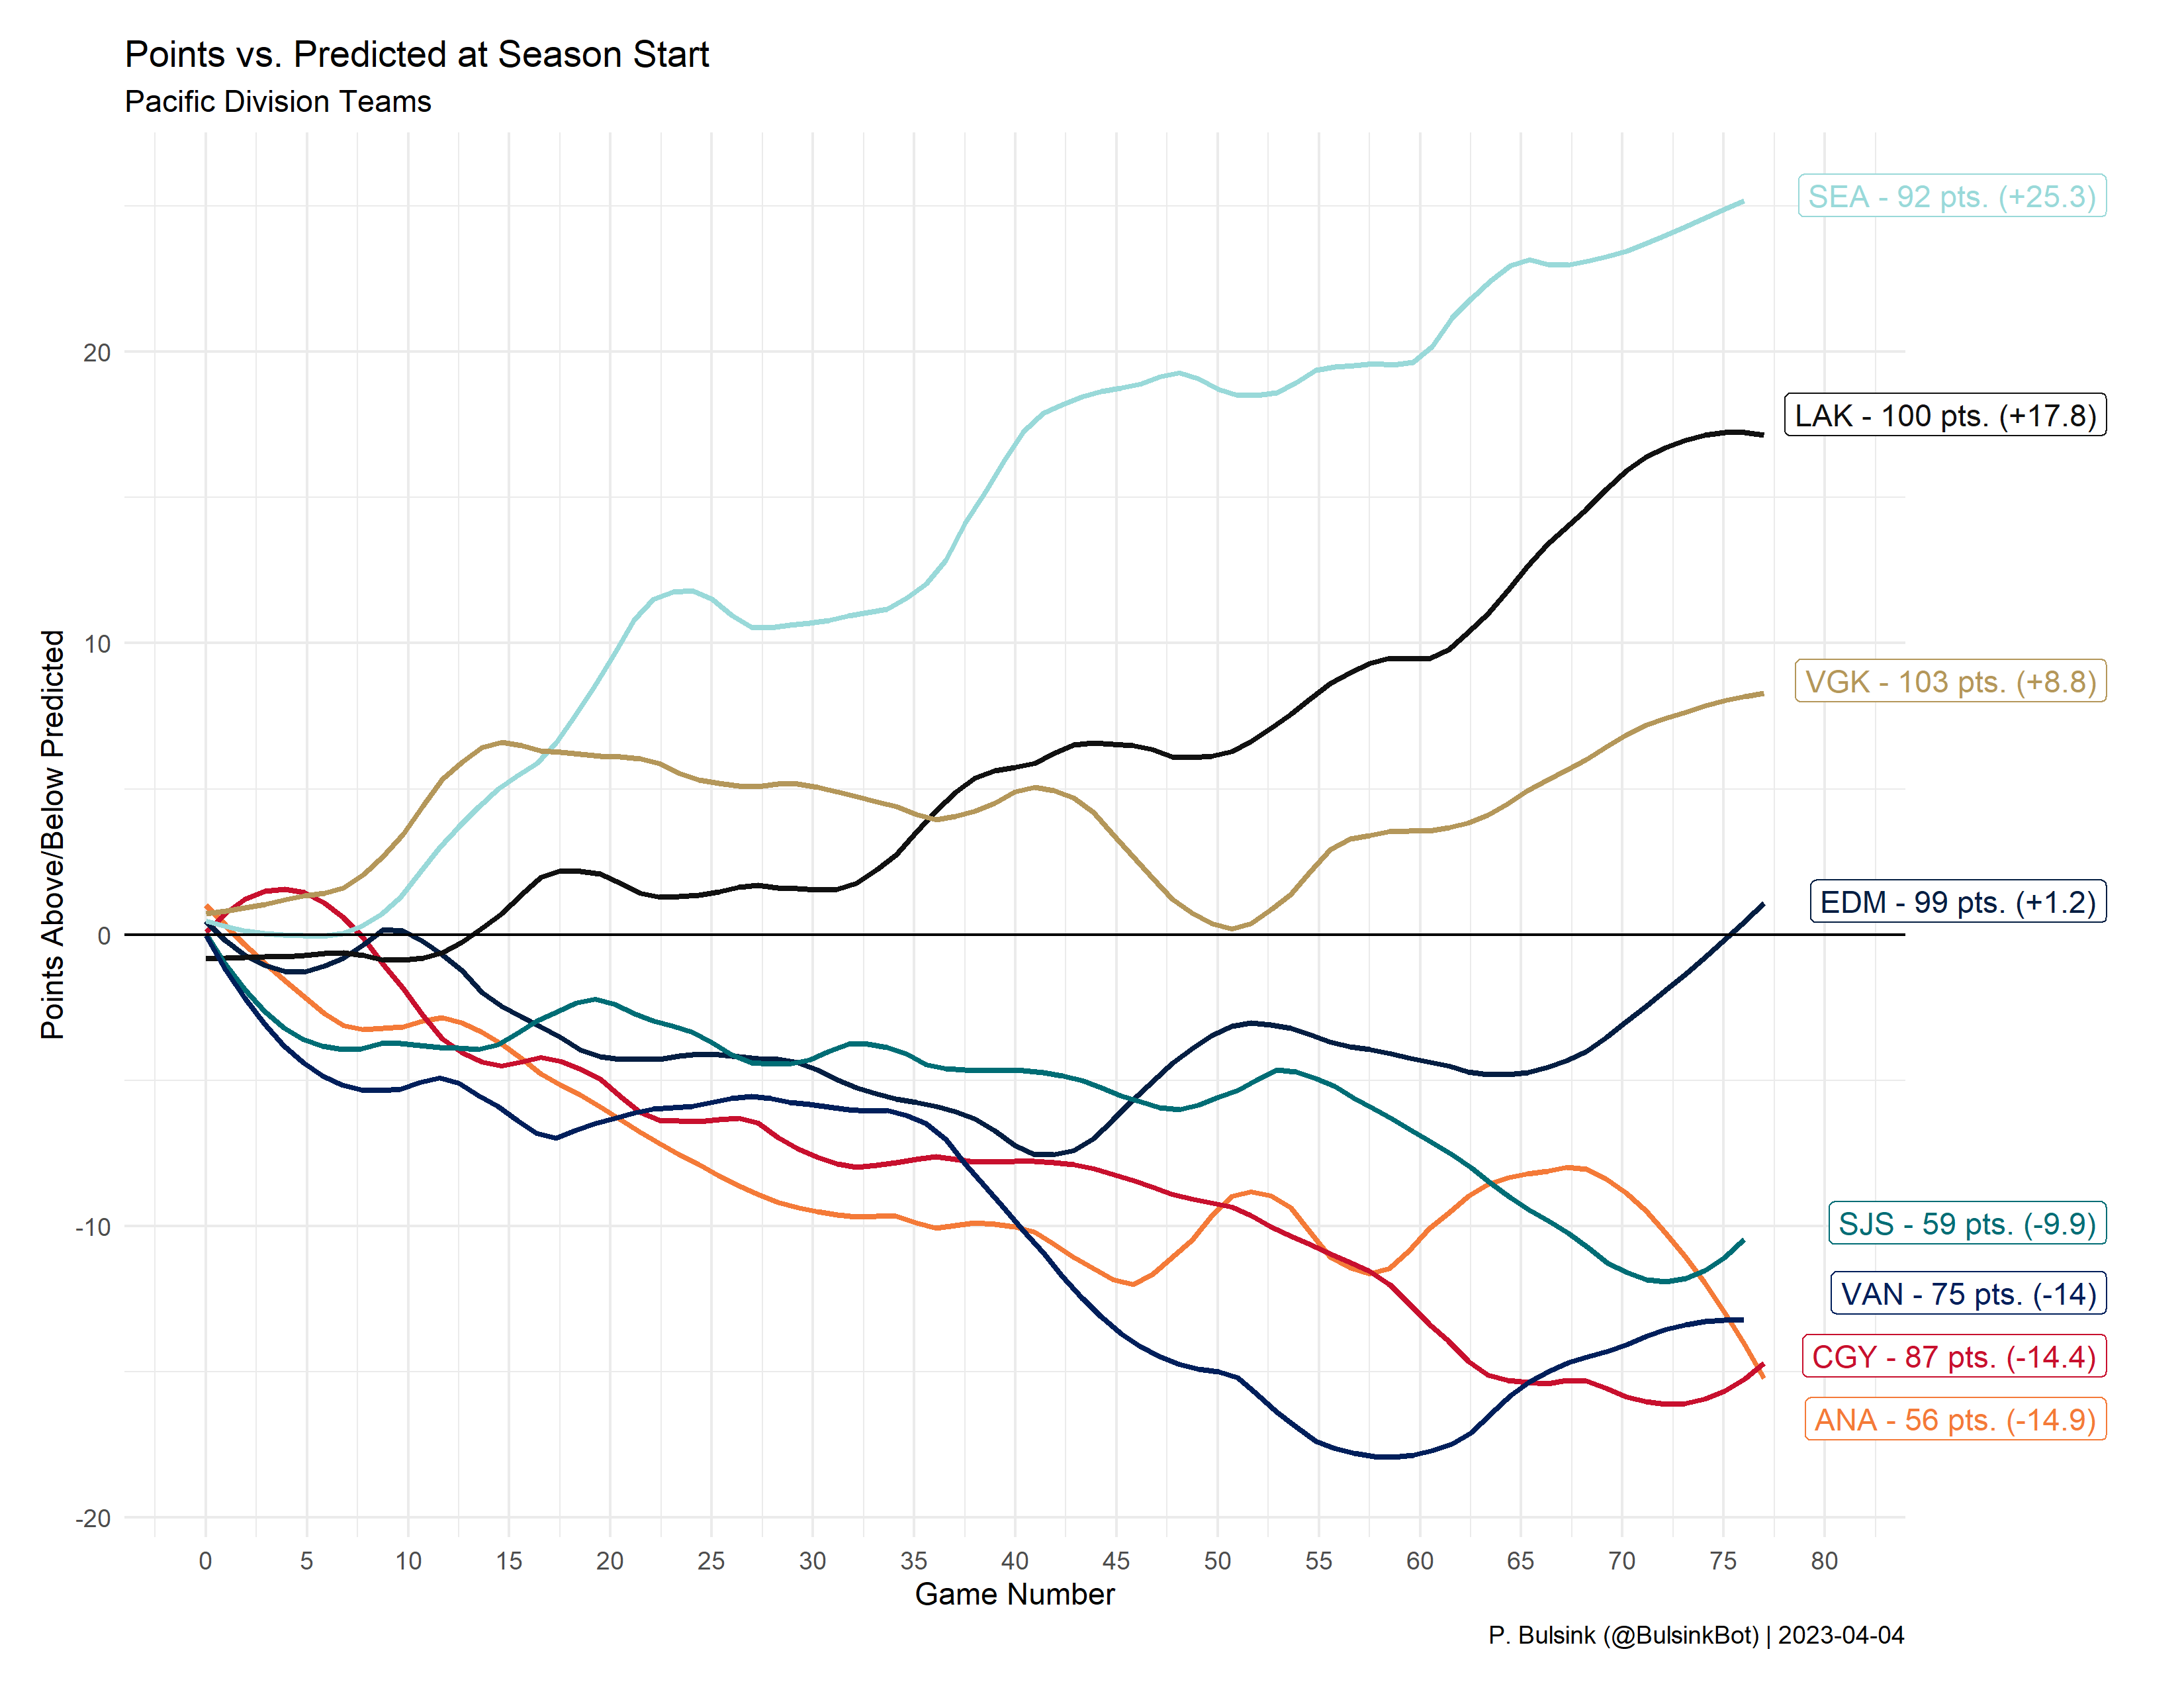 Points vs. Predicted at Season Start
Pacific Division Teams
Points Above/Below Predicted
20
10
0
-10
-20
SEA - 92 pts. (+25.3)
LAK - 100 pts. (+17.8)
VGK - 103 pts. (+8.8)
EDM - 99 pts. (+1.2)
SJS - 59 pts. (-9.9)
VAN - 75 pts. (-14)
CGY - 87 pts. (-14.4)
ANA - 56 pts. (-14.9)
0 5 10 15 20 25 30 35 40 45 50 55 60 65 70 75 80
Game Number
P. Bulsink (@BulsinkBot) | 2023-04-04